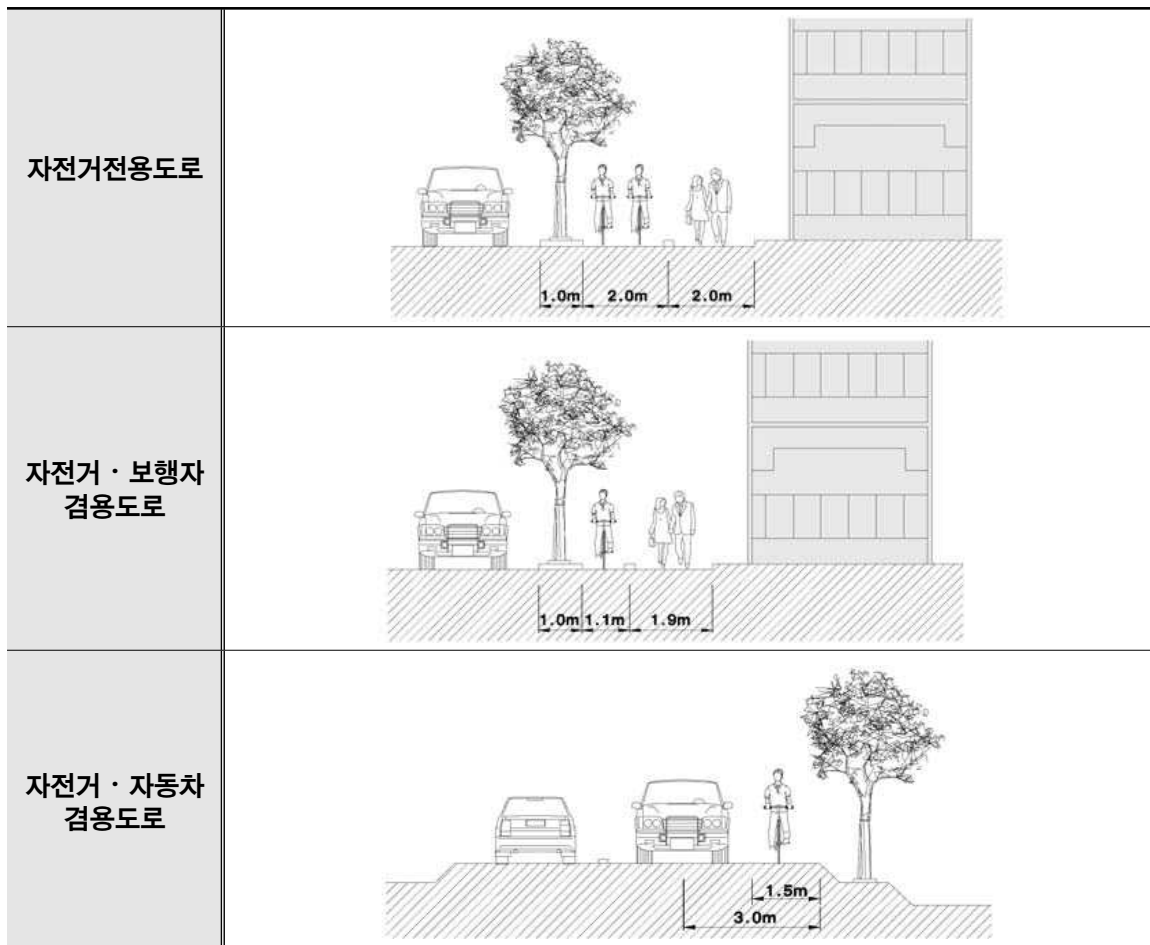 자전거전용도로
1.0m 2.0m 2.0m
자전거 · 보행자
겸용도로
1.0m 1.1m 1.9m
자전거 · 자동차
겸용도로
1.5m
3.0m